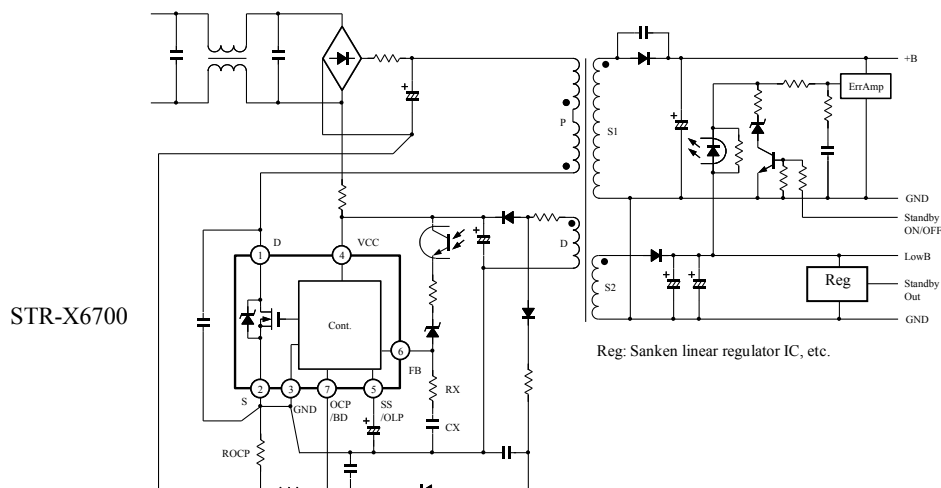 +B
ErrAmp
P
S1
GND
Standby
ON/OFF
D
VCC
D
LowB
1
4
S2
Reg
Standby
Out
STR-X6700
Cont.
GND
6
FB
Reg: Sanken linear regulator IC, etc.
2
3
7
5
RX
S
GND
OCP
/BD
SS
/OLP
CX
ROCP